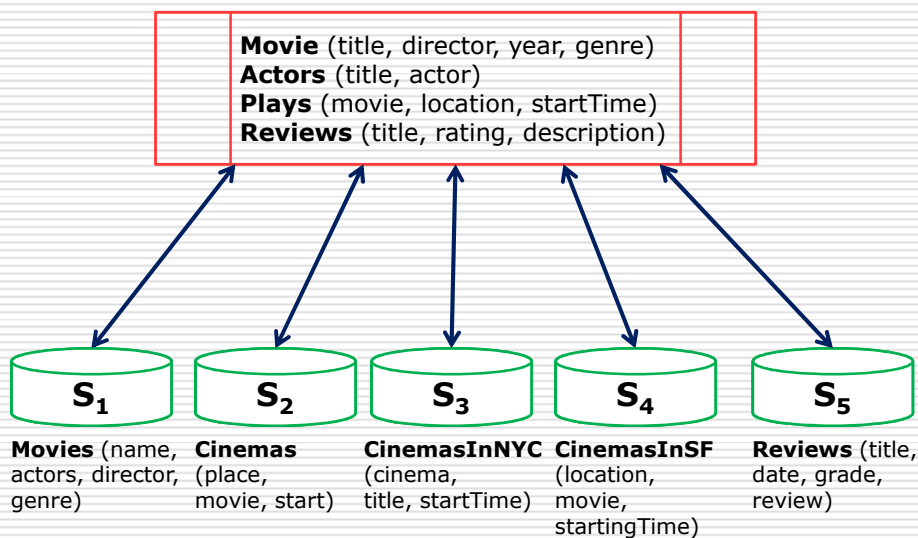 Movie (title, director, year, genre)
Actors (title, actor)
Plays (movie, location, startTime)
Reviews (title, rating, description)
S1
S2
S3
S4
S5
Movies (name,
actors, director,
genre)
Cinemas
(place,
movie, start)
CinemasInNYC
(cinema,
title, startTime)
CinemasInSF
(location,
movie,
startingTime)
Reviews (title,
date, grade,
review)